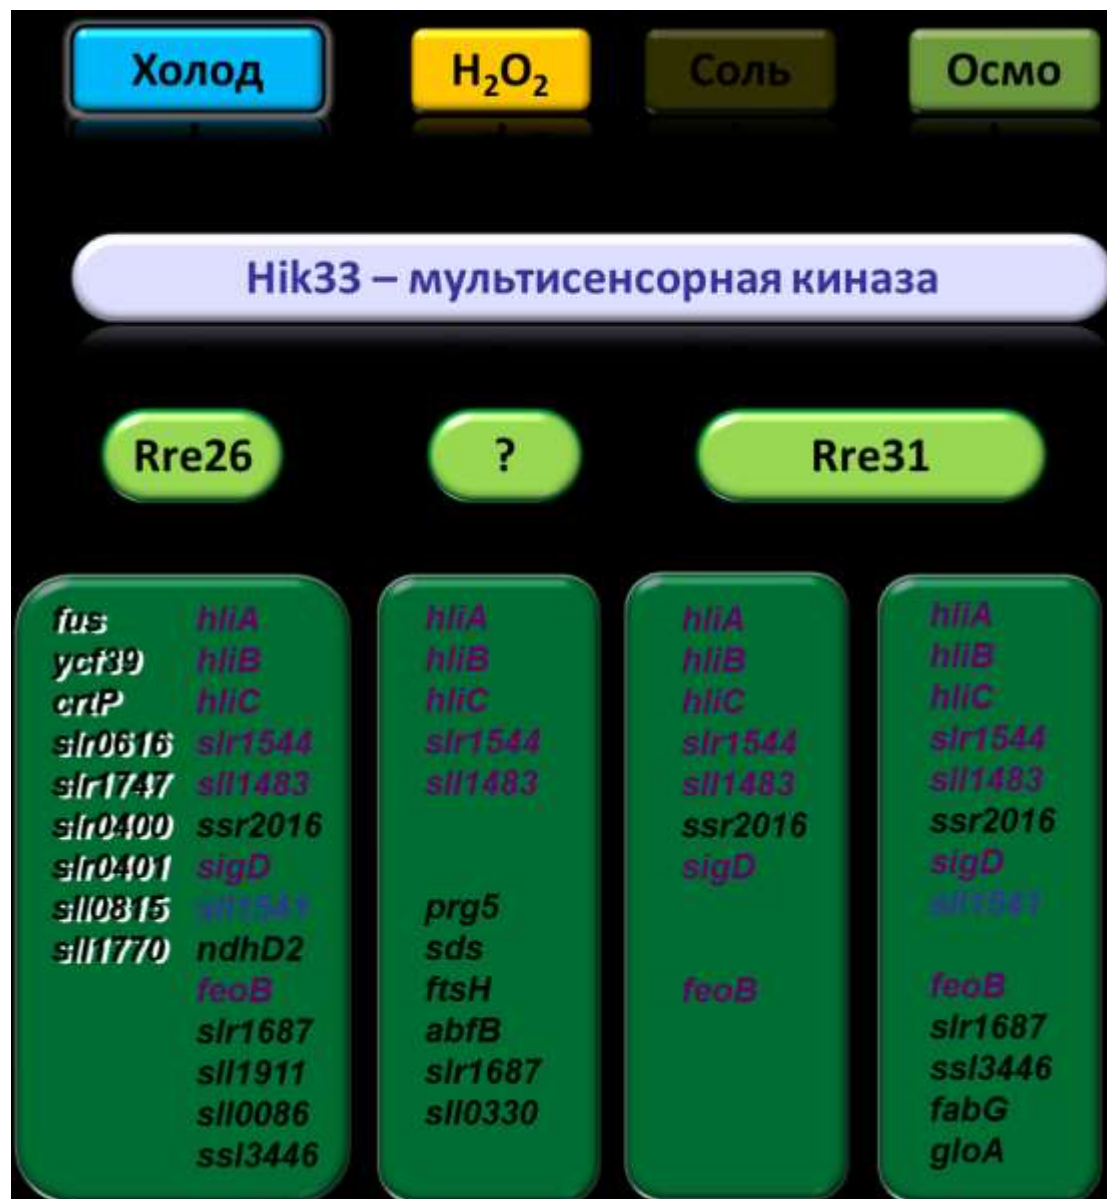 Холод H₂O₂ Соль Осмо
Hik33 – мультисенсорная киназа
Rre26 ? Rre31
fus hliA hliA hliA hliA
ycf39 hliB hliB hliB hliB
crtP hliC hliC hliC hliC
slr0616 slr1544 slr1544 slr1544 slr1544
slr1747 sll1483 sll1483 sll1483 sll1483
slr0400 ssr2016 ssr2016 ssr2016
slr0401 sigD sigD sigD
sll0815 sll1541 prg5 sll1541
sll1770 ndhD2 sds
feoB ftsH feoB feoB
slr1687 abfB slr1687
sll1911 slr1687 ssl3446
sll0086 sll0330 fabG
ssl3446 gloA